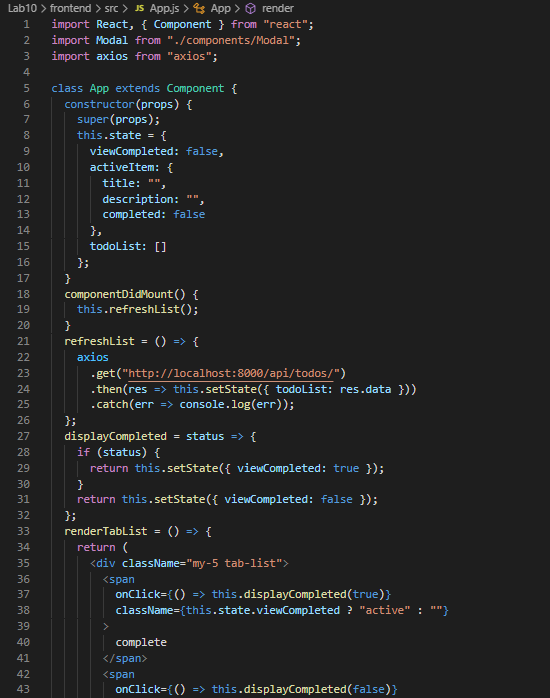 Lab10 > frontend > src > JS App.js > App > render
1 import React, { Component } from "react";
2 import Modal from "./components/Modal";
3 import axios from "axios";
4
5 class App extends Component {
6 constructor(props) {
7 super(props);
8 this.state = {
9 viewCompleted: false,
10 activeItem: {
11 title: "",
12 description: "",
13 completed: false
14 },
15 todoList: []
16 };
17 }
18 componentDidMount() {
19 this.refreshList();
20 }
21 refreshList = () => {
22 axios
23 .get("http://localhost:8000/api/todos/")
24 .then(res => this.setState({ todoList: res.data }))
25 .catch(err => console.log(err));
26 };
27 displayCompleted = status => {
28 if (status) {
29 return this.setState({ viewCompleted: true });
30 }
31 return this.setState({ viewCompleted: false });
32 };
33 renderTabList = () => {
34 return (
35 <div className="my-5 tab-list">
36 <span
37 onClick={() => this.displayCompleted(true)}
38 className={this.state.viewCompleted ? "active" : ""}
39 >
40 complete
41 </span>
42 <span
43 onClick={() => this.displayCompleted(false)}